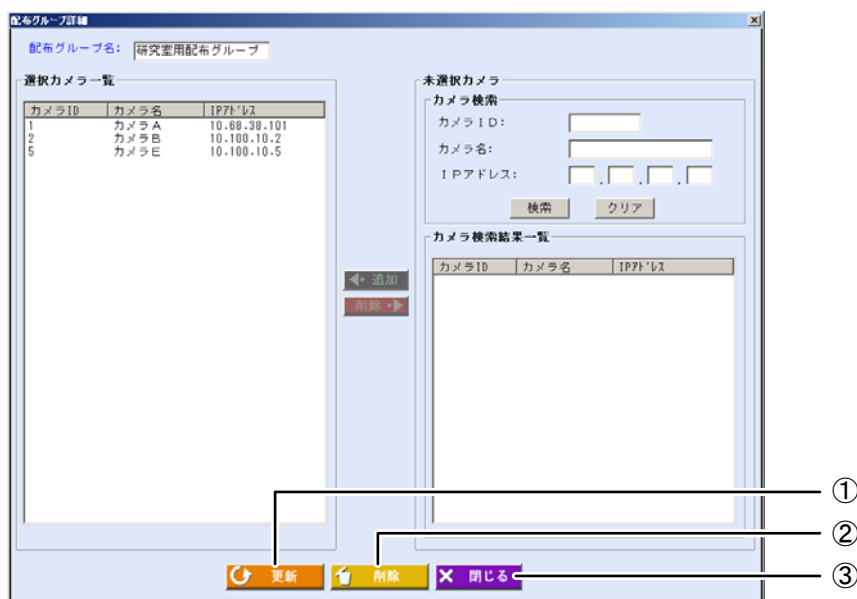 配布グループ詳細
配布グループ名: 研究室用配布グループ
選択カメラ一覧
カメラID カメラ名 IPアドレス
1 カメラA 10.68.38.101
2 カメラB 10.100.10.2
5 カメラE 10.100.10.5
← 追加
削除 →
未選択カメラ
カメラ検索
カメラID:
カメラ名:
IPアドレス: . . .
検索 クリア
カメラ検索結果一覧
カメラID カメラ名 IPアドレス
更新 削除 閉じる
①
②
③